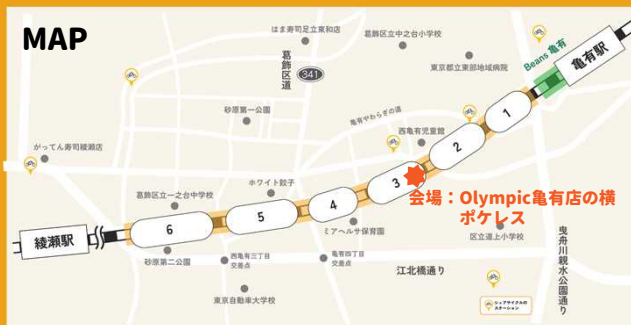 MAP
はま寿司足立東和店
葛飾区立中之台小学校
葛飾区道
341
東京都立東部地域病院
Beans 亀有
亀有駅
砂原第一公園
亀有やわらぎの道
西亀有児童館
がってん寿司綾瀬店
1
2
3
4
5
6
会場：Olympic亀有店の横
ポケレス
葛飾区立一之台中学校
ホワイト餃子
ミアヘルサ保育園
区立道上小学校
綾瀬駅
砂原第二公園
西亀有三丁目
交差点
亀有四丁目
交差点
江北橋通り
曳舟川親水公園通り
東京自動車大学校
シェアサイクルの
ステーション